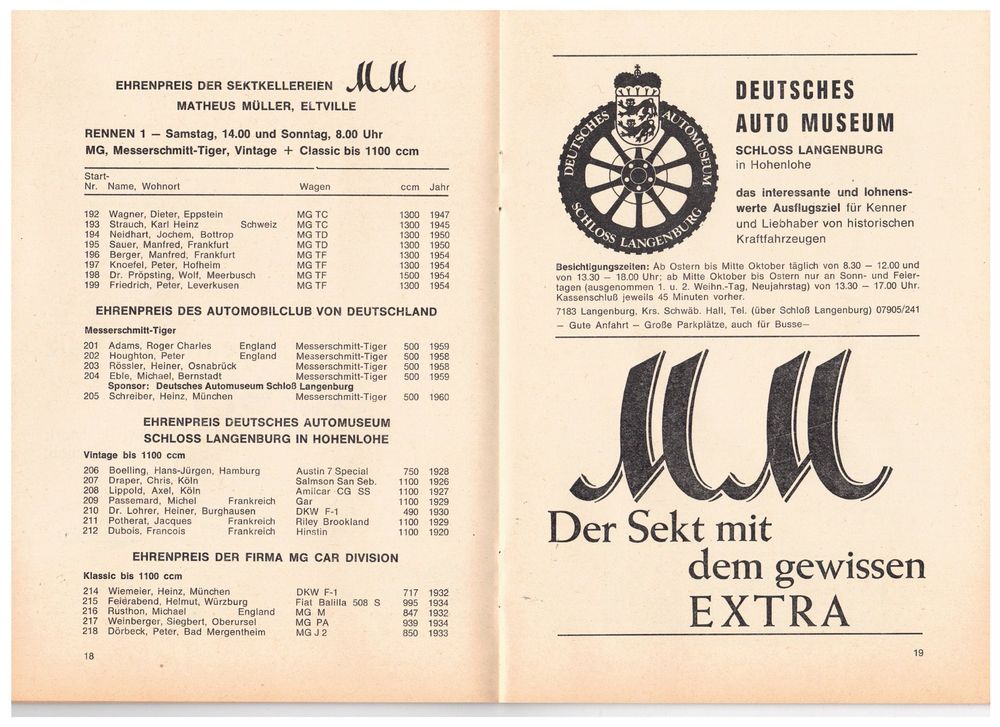 EHRENPREIS DER SEKTKELLEREIEN MM
MATHEUS MÜLLER, ELTVILLE
RENNEN 1 — Samstag, 14.00 und Sonntag, 8.00 Uhr
MG, Messerschmitt-Tiger, Vintage + Classic bis 1100 ccm
Start-
Nr. Name, Wohnort Wagen ccm Jahr
192 Wagner, Dieter, Eppstein MG TC 1300 1947
193 Strauch, Karl Heinz Schweiz MG TC 1300 1945
194 Neidhart, Jochem, Bottrop MG TD 1300 1950
195 Sauer, Manfred, Frankfurt MG TD 1300 1950
196 Berger, Manfred, Frankfurt MG TF 1300 1954
197 Knoefel, Peter, Hofheim MG TF 1300 1954
198 Dr. Pröpsting, Wolf, Meerbusch MG TF 1500 1954
199 Friedrich, Peter, Leverkusen MG TF 1300 1954
EHRENPREIS DES AUTOMOBILCLUB VON DEUTSCHLAND
Messerschmitt-Tiger
201 Adams, Roger Charles England Messerschmitt-Tiger 500 1959
202 Houghton, Peter England Messerschmitt-Tiger 500 1958
203 Rössler, Heiner, Osnabrück Messerschmitt-Tiger 500 1958
204 Eble, Michael, Bernstadt Messerschmitt-Tiger 500 1959
Sponsor: Deutsches Automuseum Schloß Langenburg
205 Schreiber, Heinz, München Messerschmitt-Tiger 500 1960
EHRENPREIS DEUTSCHES AUTOMUSEUM
SCHLOSS LANGENBURG IN HOHENLOHE
Vintage bis 1100 ccm
206 Boelling, Hans-Jürgen, Hamburg Austin 7 Special 750 1928
207 Draper, Chris, Köln Salmson San Seb. 1100 1926
208 Lippold, Axel, Köln Amilcar CG SS 1100 1927
209 Passemard, Michel Frankreich Gar 1100 1929
210 Dr. Lohrer, Heiner, Burghausen DKW F-1 490 1930
211 Potherat, Jacques Frankreich Riley Brookland 1100 1929
212 Dubois, Francois Frankreich Hinstin 1100 1920
EHRENPREIS DER FIRMA MG CAR DIVISION
Klassic bis 1100 ccm
214 Wiemeier, Heinz, München DKW F-1 717 1932
215 Feierabend, Helmut, Würzburg Fiat Balilla 508 S 995 1934
216 Rusthon, Michael England MG M 847 1932
217 Weinberger, Siegbert, Oberursel MG PA 939 1934
218 Dörbeck, Peter, Bad Mergentheim MG J 2 850 1933
18
DEUTSCHES AUTOMUSEUM
SCHLOSS LANGENBURG
DEUTSCHES
AUTO MUSEUM
SCHLOSS LANGENBURG
in Hohenlohe
das interessante und lohnens-
werte Ausflugsziel für Kenner
und Liebhaber von historischen
Kraftfahrzeugen
Besichtigungszeiten: Ab Ostern bis Mitte Oktober täglich von 8.30 — 12.00 und
von 13.30 — 18.00 Uhr; ab Mitte Oktober bis Ostern nur an Sonn- und Feier-
tagen (ausgenommen 1. u. 2. Weihn.-Tag, Neujahrstag) von 13.30 — 17.00 Uhr.
Kassenschluß jeweils 45 Minuten vorher.
7183 Langenburg, Krs. Schwäb. Hall, Tel. (über Schloß Langenburg) 07905/241
— Gute Anfahrt — Große Parkplätze, auch für Busse—
MM
Der Sekt mit
dem gewissen
EXTRA
19